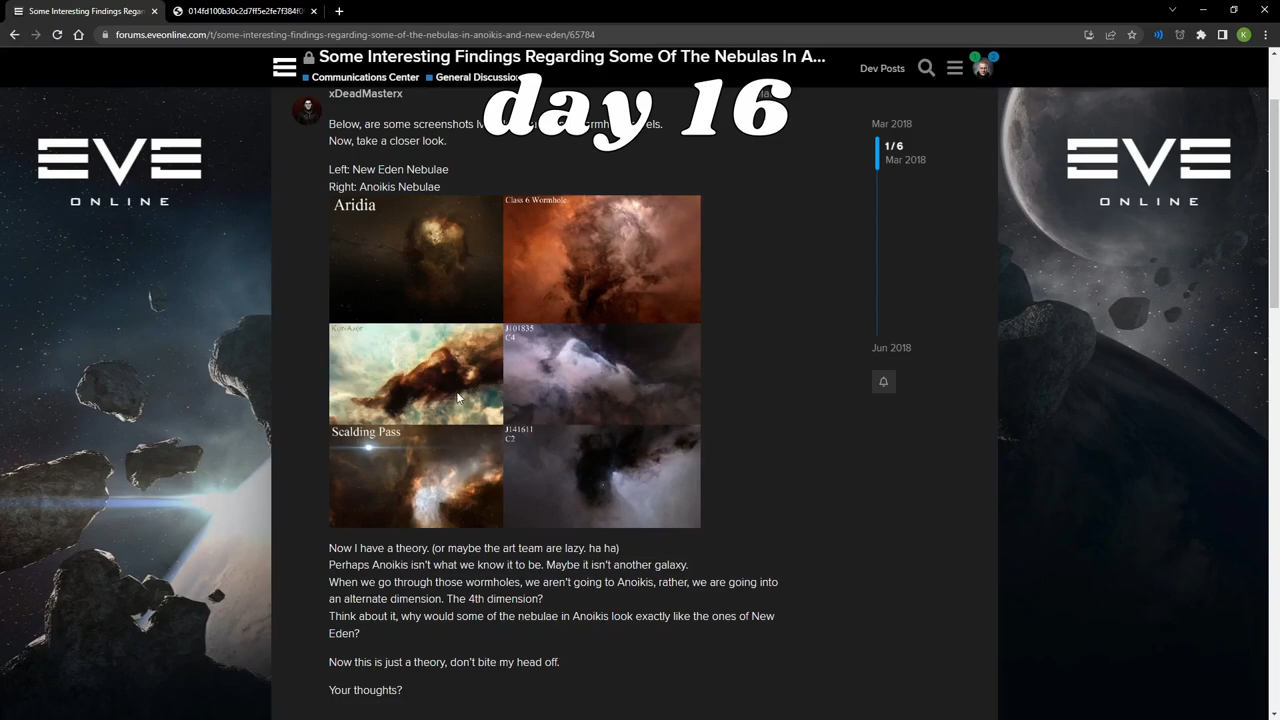 Some Interesting Findings Regar
014fd100b30c2d7ff5e2fe7f384f0
forums.eveonline.com/t/some-interesting-findings-regarding-some-of-the-nebulas-in-anoikis-and-new-eden/65784
K
Some Interesting Findings Regarding Some Of The Nebulas In A...
Communications Center General Discussion
Dev Posts
1
2
day 16
xDeadMasterx
Below, are some screenshots
Now, take a closer look.
Left: New Eden Nebulae
Right: Anoikis Nebulae
Aridia
Class 6 Wormhole
Kor-Azor
J101835
C4
Scalding Pass
J141611
C2
Now I have a theory. (or maybe the art team are lazy. ha ha)
Perhaps Anoikis isn't what we know it to be. Maybe it isn't another galaxy.
When we go through those wormholes, we aren't going to Anoikis, rather, we are going into
an alternate dimension. The 4th dimension?
Think about it, why would some of the nebulae in Anoikis look exactly like the ones of New
Eden?
Now this is just a theory, don't bite my head off.
Your thoughts?
Mar 2018
1 / 6
Mar 2018
Jun 2018
EVE
ONLINE
EVE
ONLINE